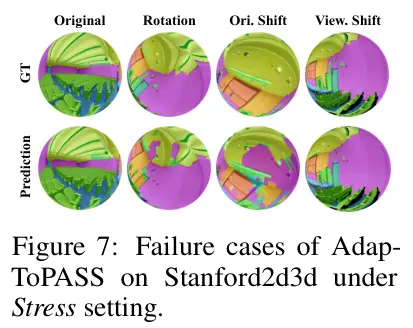 Original Rotation Ori. Shift View. Shift
GT
Prediction
Figure 7: Failure cases of Adap-
ToPASS on Stanford2d3d under
Stress setting.